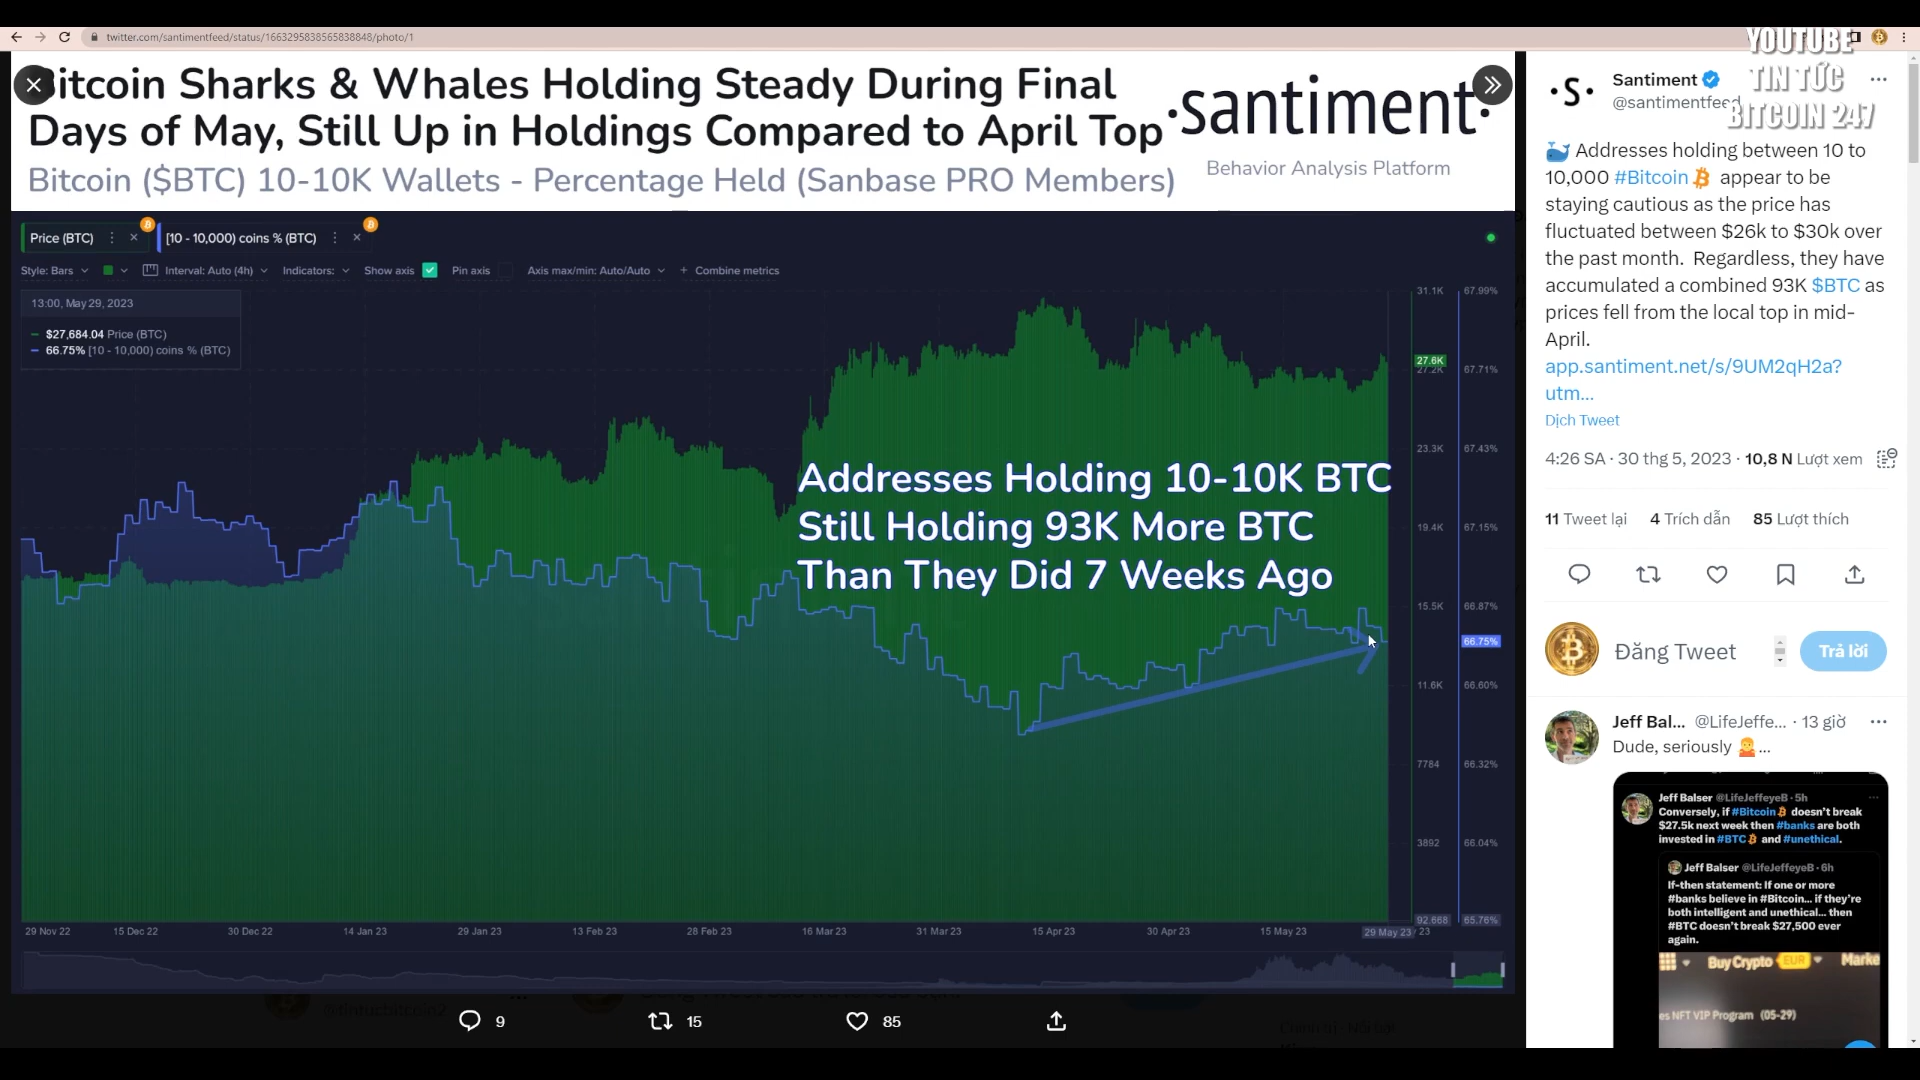 twitter.com/santimentfeed/status/1663295838565838848/photo/1
YOUTUBE
TIN TỨC
BITCOIN 247
itcoin Sharks & Whales Holding Steady During Final
Days of May, Still Up in Holdings Compared to April Top
Bitcoin ($BTC) 10-10K Wallets - Percentage Held (Sanbase PRO Members)
·santiment·
Behavior Analysis Platform
Price (BTC)
[10 - 10,000) coins % (BTC)
Style: Bars
Interval: Auto (4h)
Indicators:
Show axis
Pin axis
Axis max/min: Auto/Auto
+ Combine metrics
13:00, May 29, 2023
$27,684.04 Price (BTC)
66.75% [10 - 10,000) coins % (BTC)
Addresses Holding 10-10K BTC
Still Holding 93K More BTC
Than They Did 7 Weeks Ago
31.1K 67.99%
27.6K
27.2K 67.71%
23.3K 67.43%
19.4K 67.15%
15.5K 66.87%
66.75%
11.6K 66.60%
7784 66.32%
3892 66.04%
92.668 65.76%
29 Nov 22 15 Dec 22 30 Dec 22 14 Jan 23 29 Jan 23 13 Feb 23 28 Feb 23 16 Mar 23 31 Mar 23 15 Apr 23 30 Apr 23 15 May 23 29 May 23 23
9 15 85
·S·
Santiment
@santimentfeed
Addresses holding between 10 to
10,000 #Bitcoin appear to be
staying cautious as the price has
fluctuated between $26k to $30k over
the past month. Regardless, they have
accumulated a combined 93K $BTC as
prices fell from the local top in mid-
April.
app.santiment.net/s/9UM2qH2a?
utm...
Dịch Tweet
4:26 SA · 30 thg 5, 2023 · 10,8 N Lượt xem
11 Tweet lại 4 Trích dẫn 85 Lượt thích
Đăng Tweet
Trả lời
Jeff Bal... @LifeJeffe... · 13 giờ
Dude, seriously ...
Jeff Balser @LifeJeffeyeB · 5h
Conversely, if #Bitcoin doesn't break
$27.5k next week then #banks are both
invested in #BTC and #unethical.
Jeff Balser @LifeJeffeyeB · 6h
If-then statement: If one or more
#banks believe in #Bitcoin... if they're
both intelligent and unethical... then
#BTC doesn't break $27,500 ever
again.
Buy Crypto EUR Marke
es NFT VIP Program (05-29)